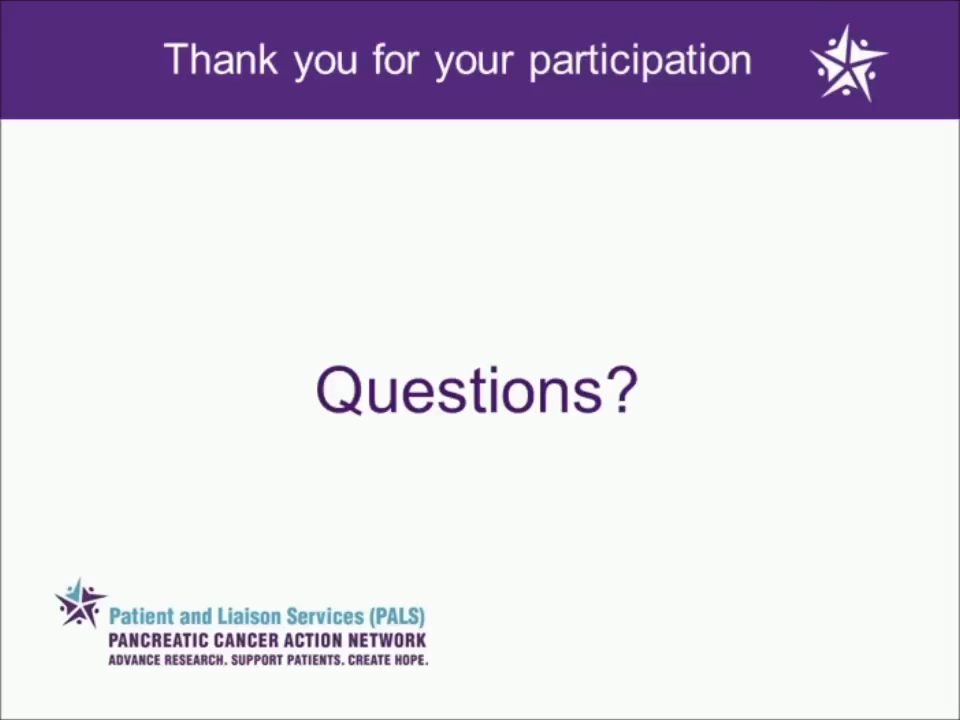 Thank you for your participation
Questions?
Patient and Liaison Services (PALS)
PANCREATIC CANCER ACTION NETWORK
ADVANCE RESEARCH. SUPPORT PATIENTS. CREATE HOPE.